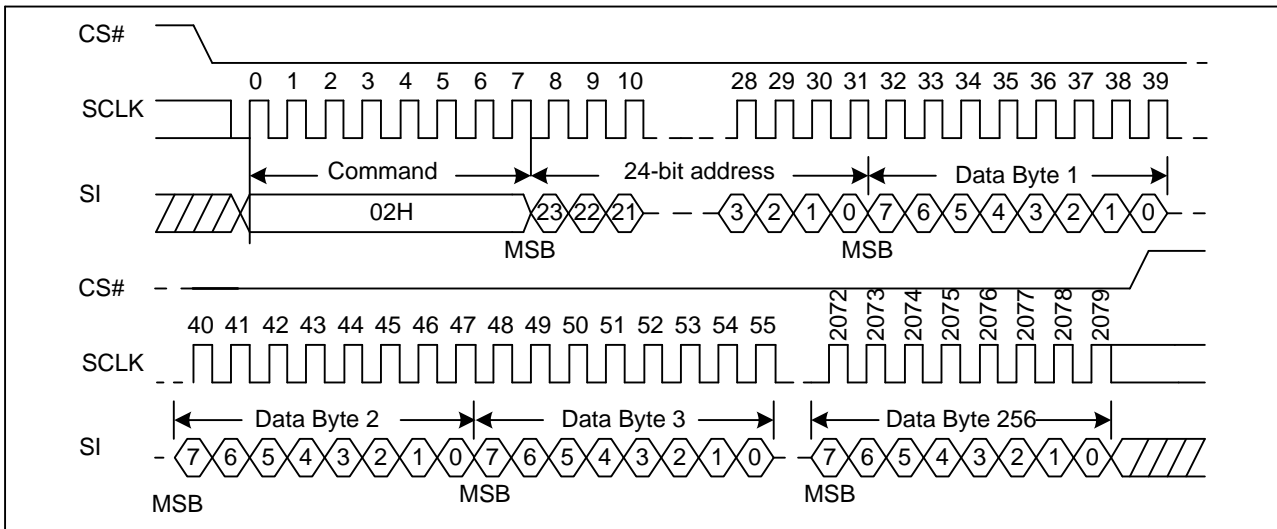 CS#
0 1 2 3 4 5 6 7 8 9 10 28 29 30 31 32 33 34 35 36 37 38 39
SCLK
Command 24-bit address Data Byte 1
SI
02H 23 22 21 3 2 1 0 7 6 5 4 3 2 1 0
MSB MSB
CS#
40 41 42 43 44 45 46 47 48 49 50 51 52 53 54 55 2072 2073 2074 2075 2076 2077 2078 2079
SCLK
Data Byte 2 Data Byte 3 Data Byte 256
SI
7 6 5 4 3 2 1 0 7 6 5 4 3 2 1 0 7 6 5 4 3 2 1 0
MSB MSB MSB